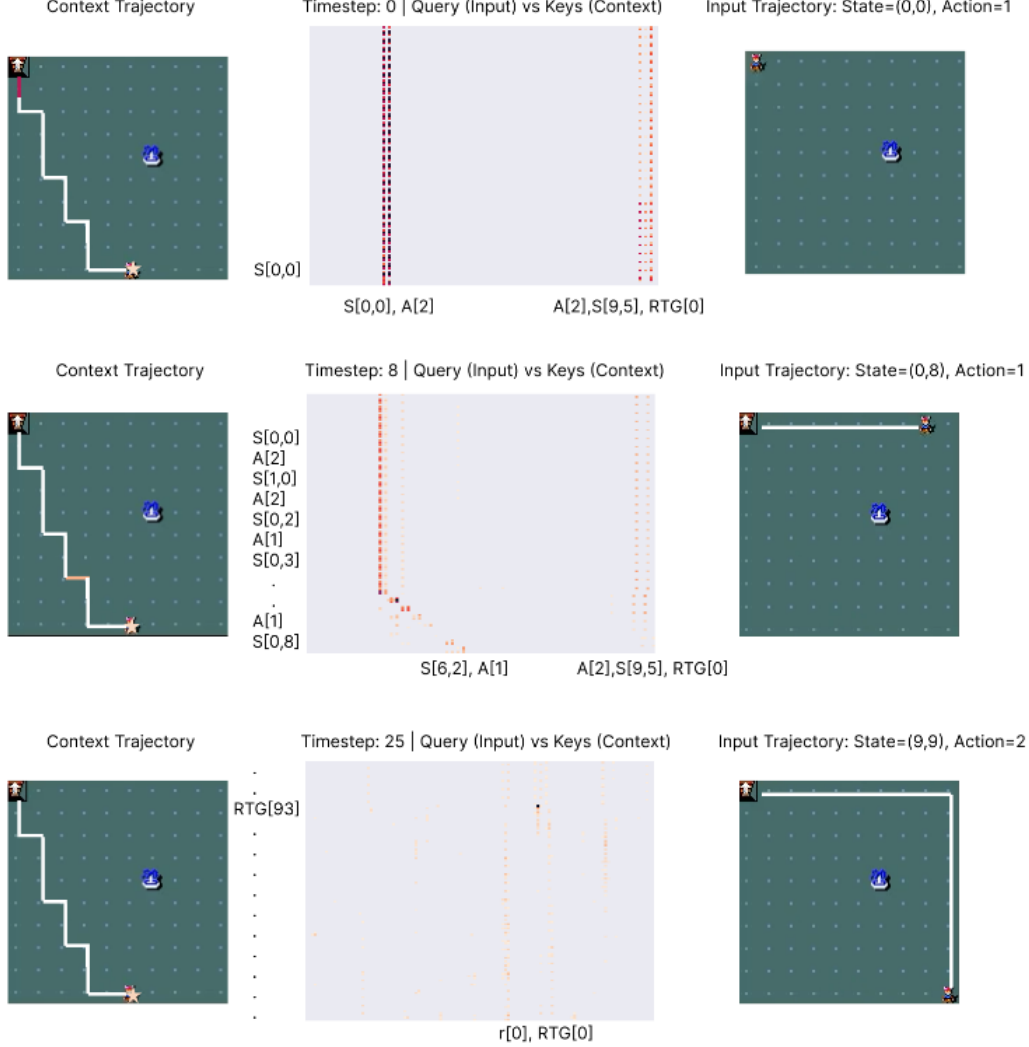 Context Trajectory
Timestep: 0 | Query (Input) vs Keys (Context)
Input Trajectory: State=(0,0), Action=1
S[0,0]
S[0,0], A[2]
A[2],S[9,5], RTG[0]
Context Trajectory
Timestep: 8 | Query (Input) vs Keys (Context)
Input Trajectory: State=(0,8), Action=1
S[0,0]
A[2]
S[1,0]
A[2]
S[0,2]
A[1]
S[0,3]
.
.
A[1]
S[0,8]
S[6,2], A[1]
A[2],S[9,5], RTG[0]
Context Trajectory
Timestep: 25 | Query (Input) vs Keys (Context)
Input Trajectory: State=(9,9), Action=2
RTG[93]
r[0], RTG[0]